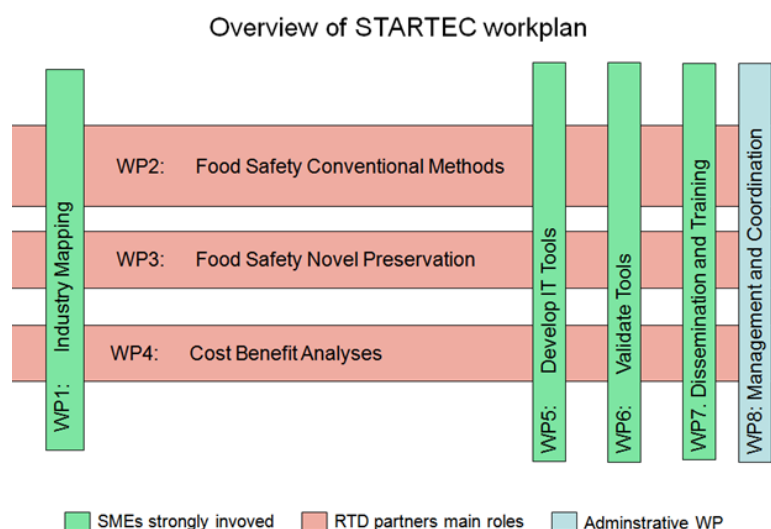 Overview of STARTEC workplan
WP1: Industry Mapping
WP2: Food Safety Conventional Methods
WP3: Food Safety Novel Preservation
WP4: Cost Benefit Analyses
WP5: Develop IT Tools
WP6: Validate Tools
WP7. Dissemination and Training
WP8: Management and Coordination
SMEs strongly invoved
RTD partners main roles
Adminstrative WP